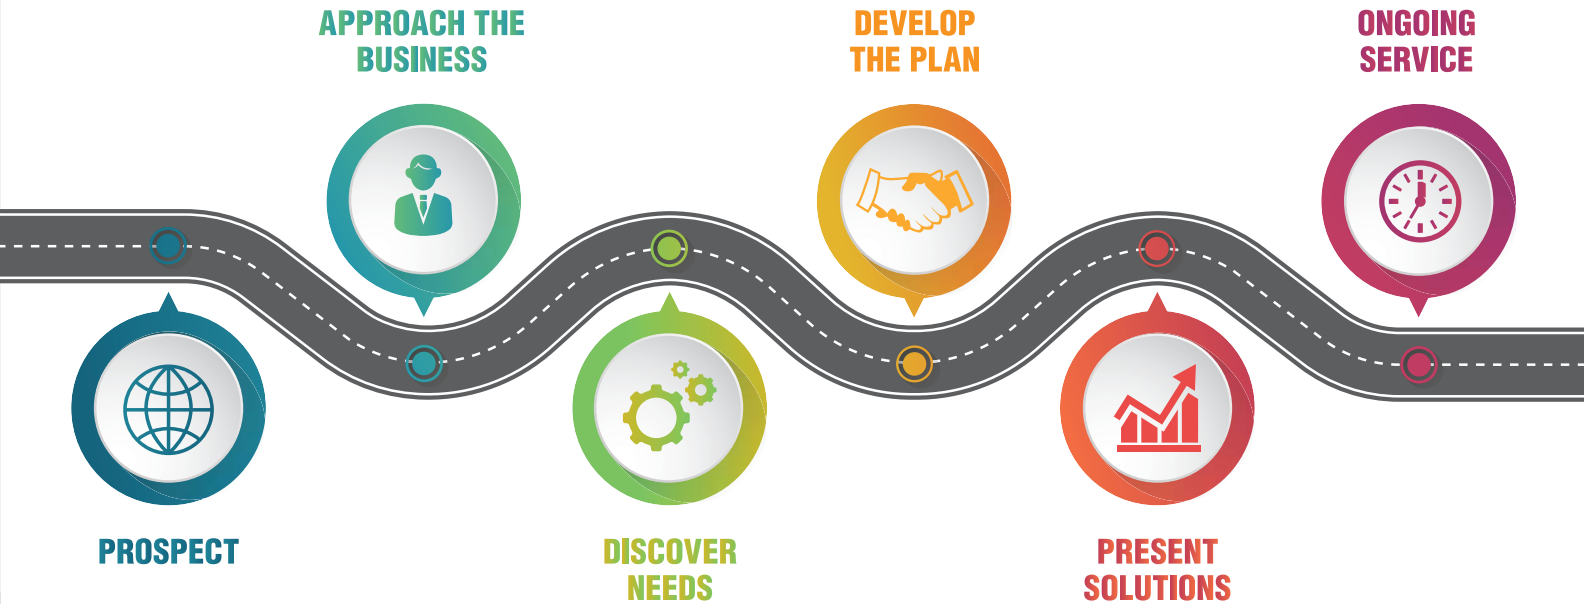 APPROACH THE
BUSINESS
DEVELOP
THE PLAN
ONGOING
SERVICE
PROSPECT
DISCOVER
NEEDS
PRESENT
SOLUTIONS